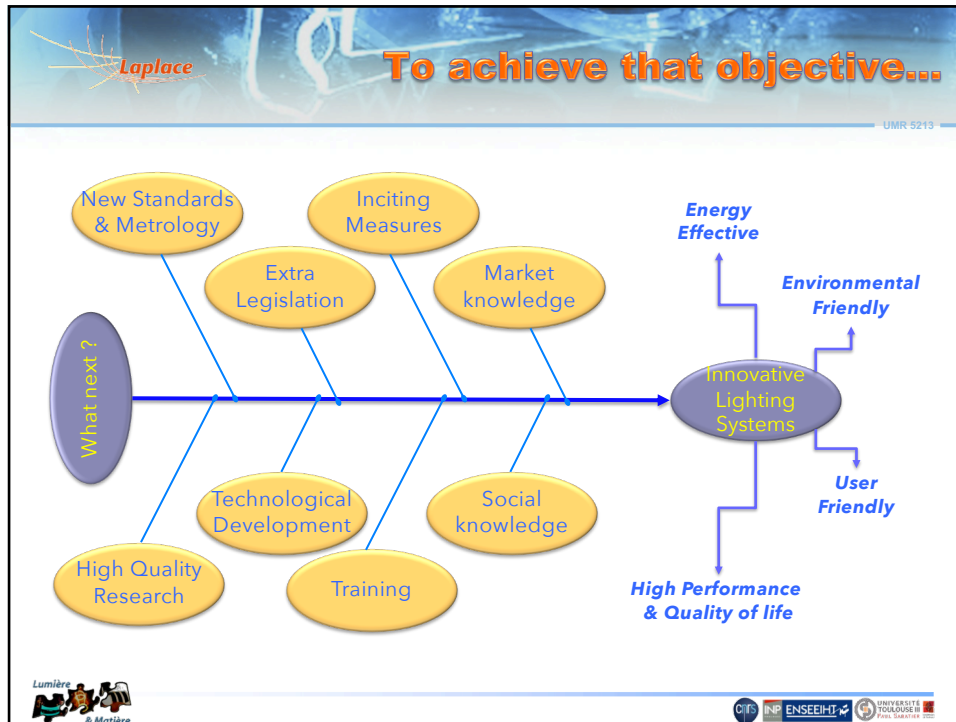 Laplace
To achieve that objective...
UMR 5213
New Standards
& Metrology
Inciting
Measures
Extra
Legislation
Market
knowledge
Energy
Effective
Environmental
Friendly
What next ?
Innovative
Lighting
Systems
Technological
Development
Social
knowledge
User
Friendly
High Quality
Research
Training
High Performance
& Quality of life
Lumière
& Matière
cnrs
INP
ENSEEIHT
UNIVERSITÉ
TOULOUSE III
PAUL SABATIER